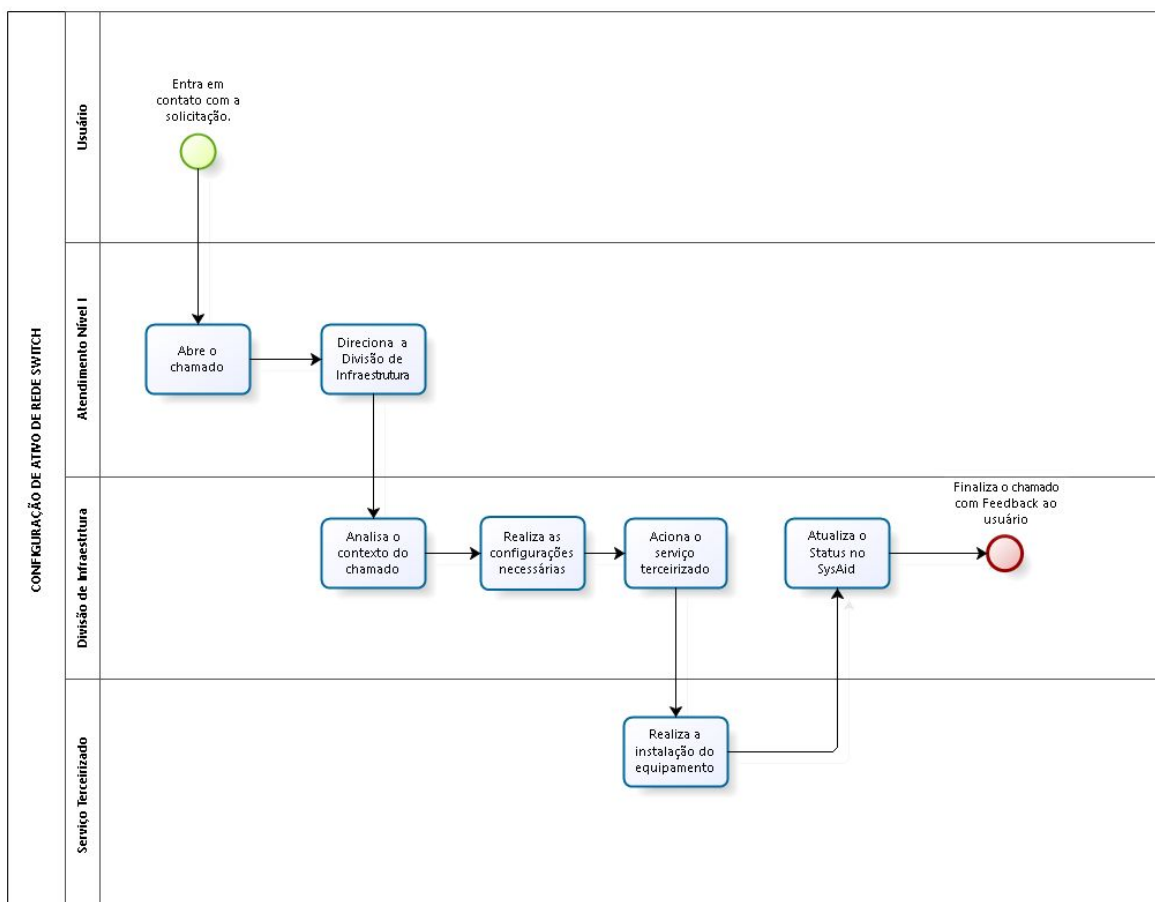 CONFIGURAÇÃO DE ATIVO DE REDE SWITCH
Usuário
Entra em
contato com a
solicitação.
Atendimento Nível I
Abre o
chamado
Direciona a
Divisão de
Infraestrutura
Divisão de Infraestrutura
Analisa o
contexto do
chamado
Realiza as
configurações
necessárias
Aciona o
serviço
terceirizado
Atualiza o
Status no
SysAid
Finaliza o chamado
com Feedback ao
usuário
Serviço Terceirizado
Realiza a
instalação do
equipamento